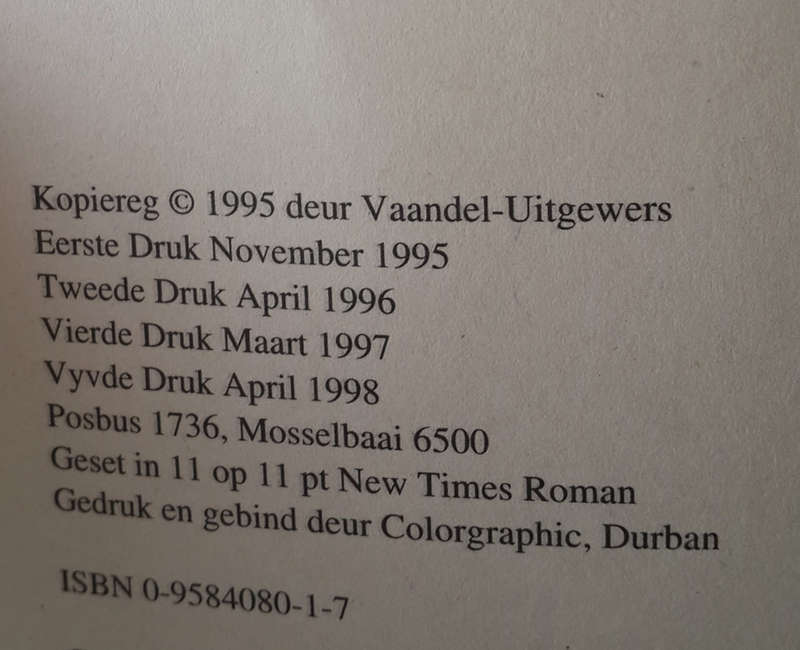 Kopiereg © 1995 deur Vaandel-Uitgewers
Eerste Druk November 1995
Tweede Druk April 1996
Vierde Druk Maart 1997
Vyvde Druk April 1998
Posbus 1736, Mosselbaai 6500
Geset in 11 op 11 pt New Times Roman
Gedruk en gebind deur Colorgraphic, Durban
ISBN 0-9584080-1-7